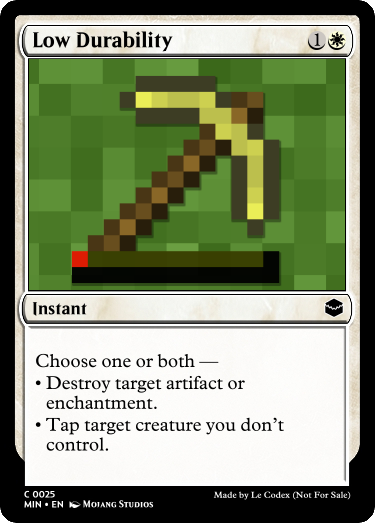 Low Durability 1
Instant
Choose one or both —
• Destroy target artifact or
enchantment.
• Tap target creature you don't
control.
C 0025
MIN • EN Mojang Studios
Made by Le Codex (Not For Sale)